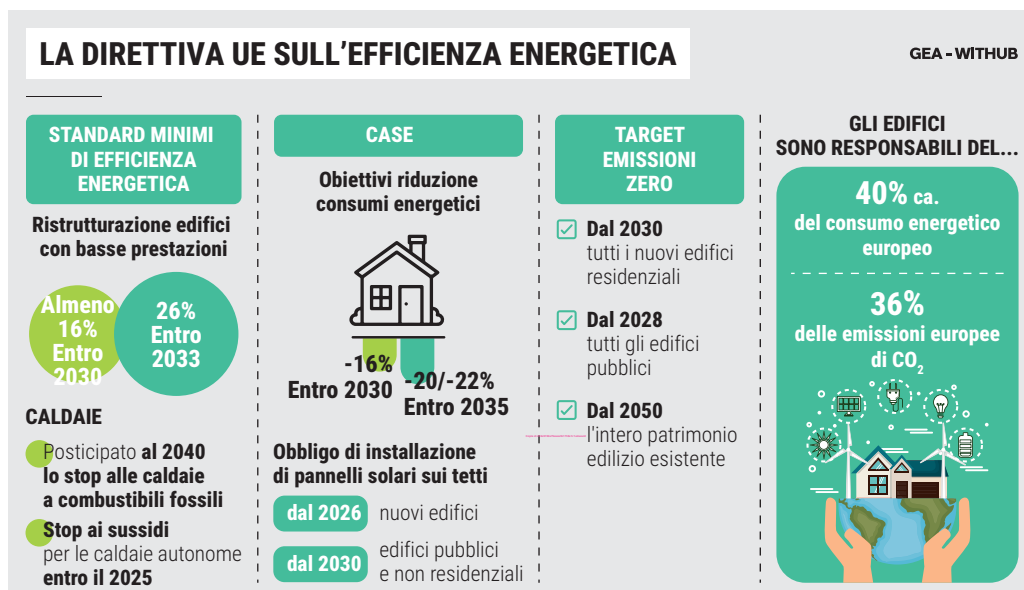 LA DIRETTIVA UE SULL'EFFICIENZA ENERGETICA
GEA - WITHUB
STANDARD MINIMI
DI EFFICIENZA
ENERGETICA
Ristrutturazione edifici
con basse prestazioni
Almeno
16%
Entro
2030
26%
Entro
2033
CALDAIE
Posticipato al 2040
lo stop alle caldaie
a combustibili fossili
Stop ai sussidi
per le caldaie autonome
entro il 2025
CASE
Obiettivi riduzione
consumi energetici
-16%
Entro 2030
-20/-22%
Entro 2035
Obbligo di installazione
di pannelli solari sui tetti
dal 2026 nuovi edifici
dal 2030 edifici pubblici
e non residenziali
TARGET
EMISSIONI
ZERO
Dal 2030
tutti i nuovi edifici
residenziali
Dal 2028
tutti gli edifici
pubblici
Dal 2050
l'intero patrimonio
edilizio esistente
GLI EDIFICI
SONO RESPONSABILI DEL...
40% ca.
del consumo energetico
europeo
36%
delle emissioni europee
di CO2